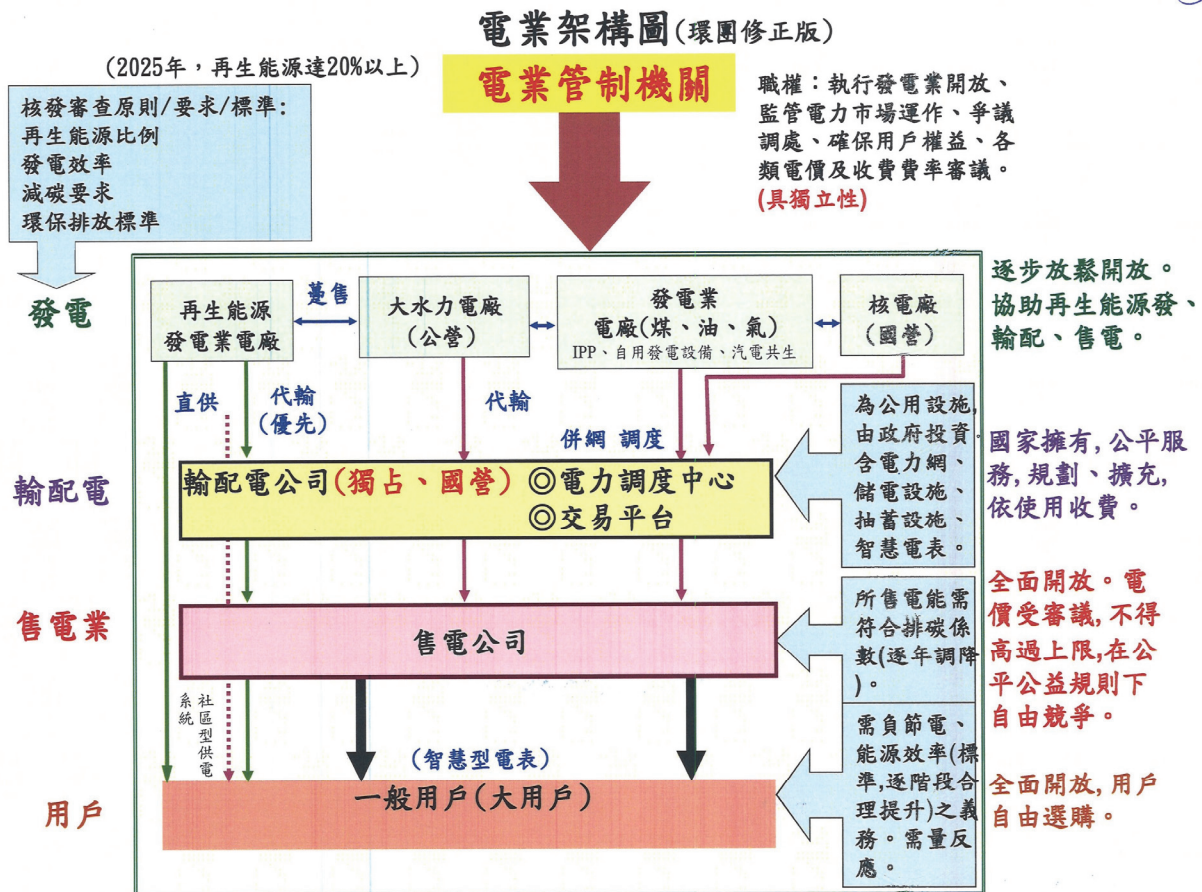 電業架構圖(環團修正版)
(2025年，再生能源達20%以上)
電業管制機關
職權：執行發電業開放、
監管電力市場運作、爭議
調處、確保用戶權益、各
類電價及收費費率審議。
(具獨立性)
核發審查原則/要求/標準:
再生能源比例
發電效率
減碳要求
環保排放標準
發電
再生能源
發電業電廠
躉售
大水力電廠
(公營)
發電業
電廠(煤、油、氣)
IPP、自用發電設備、汽電共生
核電廠
(國營)
逐步放鬆開放。
協助再生能源發、
輸配、售電。
直供
代輸
(優先)
代輸
併網 調度
輸配電
輸配電公司(獨占、國營) ◎電力調度中心
◎交易平台
為公用設施,
由政府投資。
含電力網、
儲電設施、
抽蓄設施、
智慧電表。
國家擁有,公平服
務,規劃、擴充,
依使用收費。
售電業
售電公司
所售電能需
符合排碳係
數(逐年調降
)。
全面開放。電
價受審議,不得
高過上限,在公
平公益規則下
自由競爭。
社區型供電
系統
(智慧型電表)
用戶
一般用戶(大用戶)
需負節電、
能源效率(標
準,逐階段合
理提升)之義
務。需量反
應。
全面開放,用戶
自由選購。